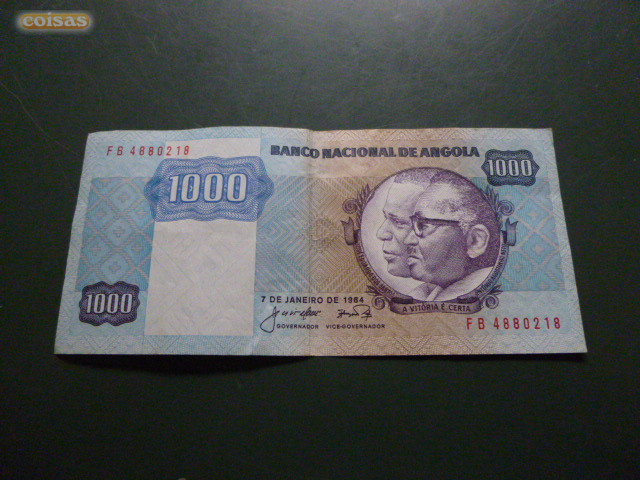 coisas
FB 4880218
BANCO NACIONAL DE ANGOLA
1000
1000
1000
7 DE JANEIRO DE 1984
GOVERNADOR VICE-GOVERNADOR
A VITÓRIA É CERTA
FB 4880218